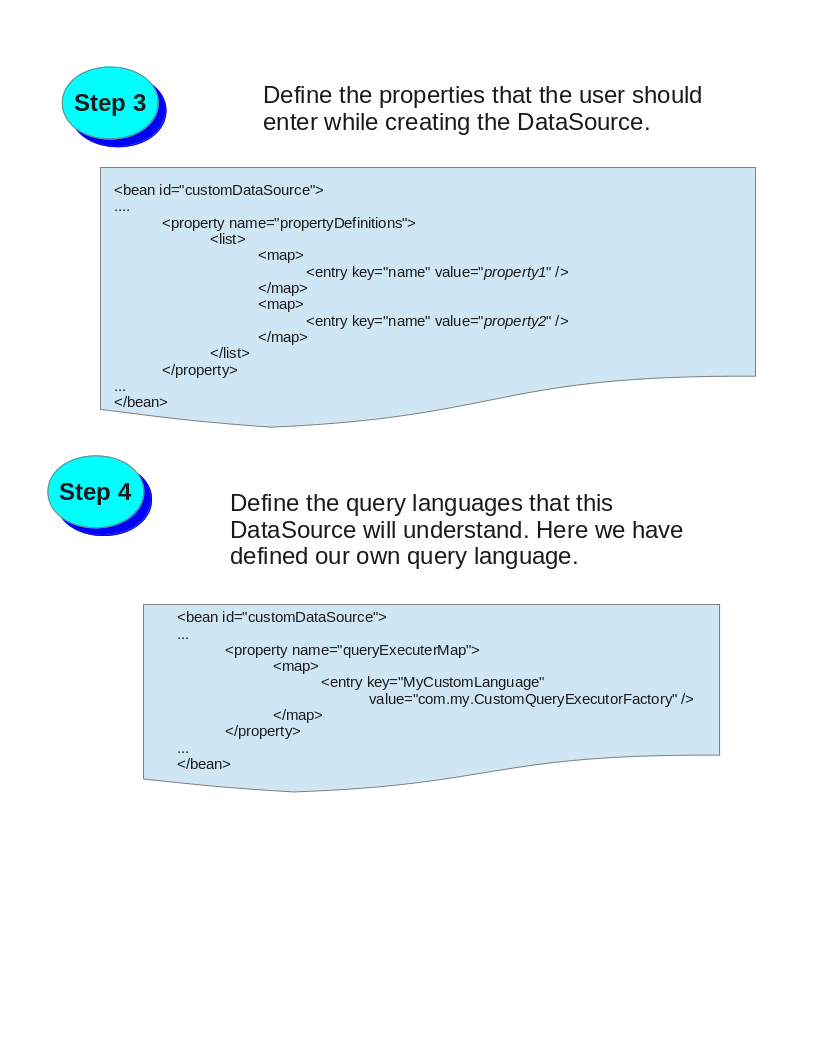 Step 3
Define the properties that the user should
enter while creating the DataSource.
<bean id="customDataSource">
....
<property name="propertyDefinitions">
<list>
<map>
<entry key="name" value="property1" />
</map>
<map>
<entry key="name" value="property2" />
</map>
</list>
</property>
...
</bean>
Step 4
Define the query languages that this
DataSource will understand. Here we have
defined our own query language.
<bean id="customDataSource">
...
<property name="queryExecuterMap">
<map>
<entry key="MyCustomLanguage"
value="com.my.CustomQueryExecutorFactory" />
</map>
</property>
...
</bean>